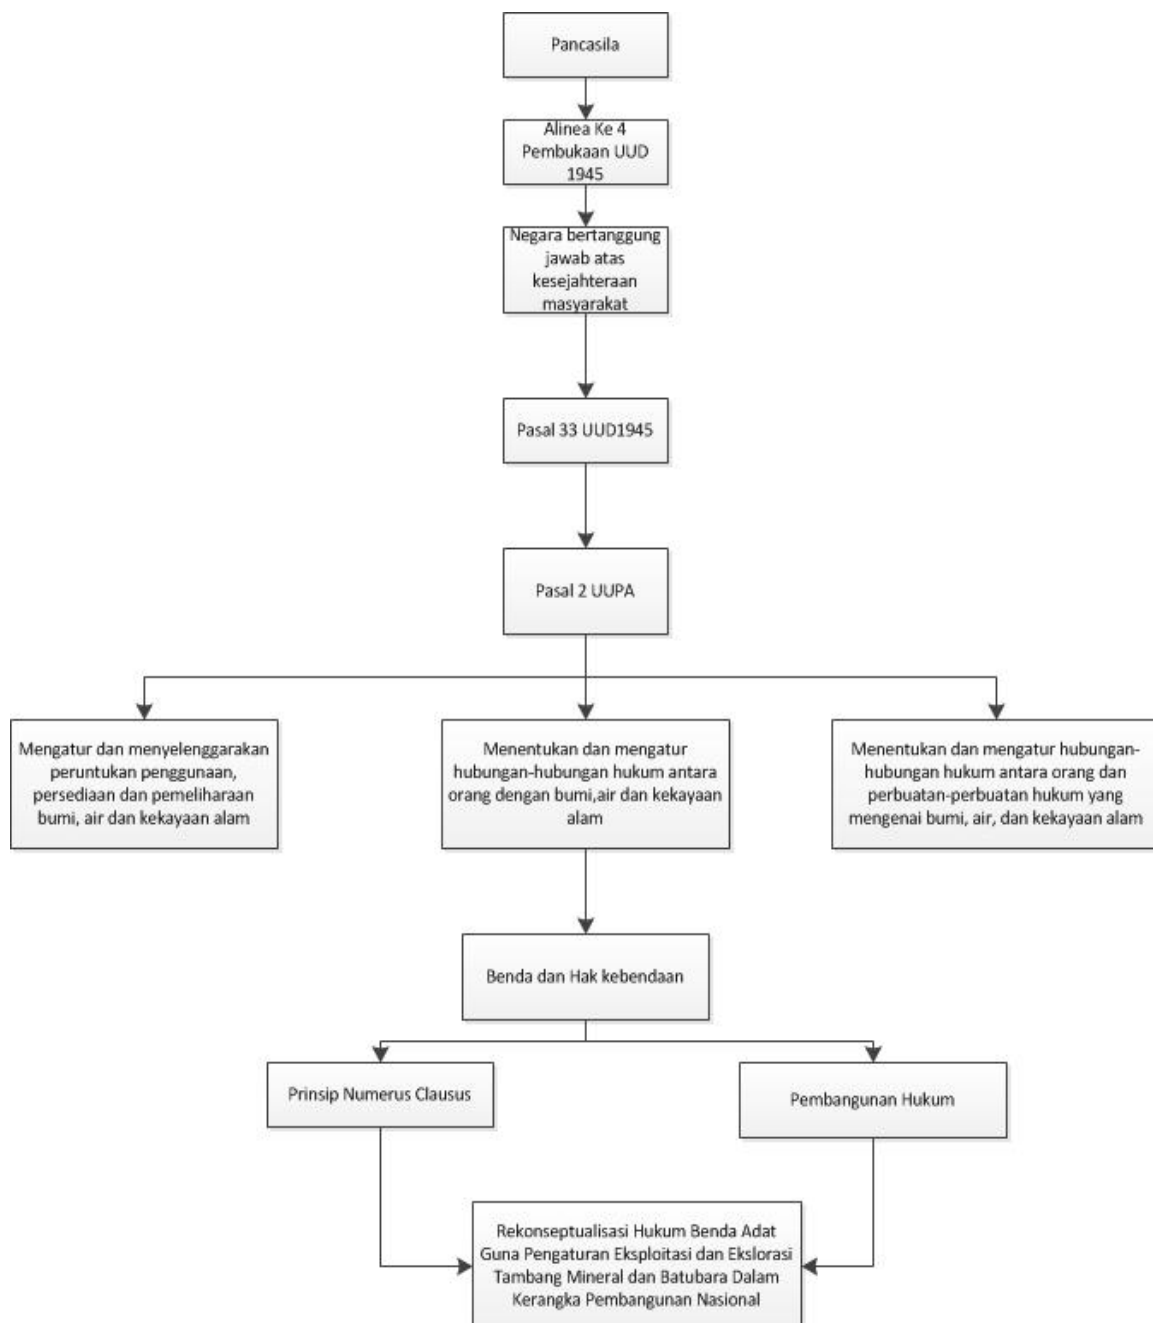 Pancasila
Alinea Ke 4
Pembukaan UUD
1945
Negara bertanggung
jawab atas
kesejahteraan
masyarakat
Pasal 33 UUD1945
Pasal 2 UUPA
Mengatur dan menyelenggarakan
peruntukan penggunaan,
persediaan dan pemeliharaan
bumi, air dan kekayaan alam
Menentukan dan mengatur
hubungan-hubungan hukum antara
orang dengan bumi,air dan kekayaan
alam
Menentukan dan mengatur hubungan-
hubungan hukum antara orang dan
perbuatan-perbuatan hukum yang
mengenai bumi, air, dan kekayaan alam
Benda dan Hak kebendaan
Prinsip Numerus Clausus
Pembangunan Hukum
Rekonseptualisasi Hukum Benda Adat
Guna Pengaturan Eksploitasi dan Ekslorasi
Tambang Mineral dan Batubara Dalam
Kerangka Pembangunan Nasional